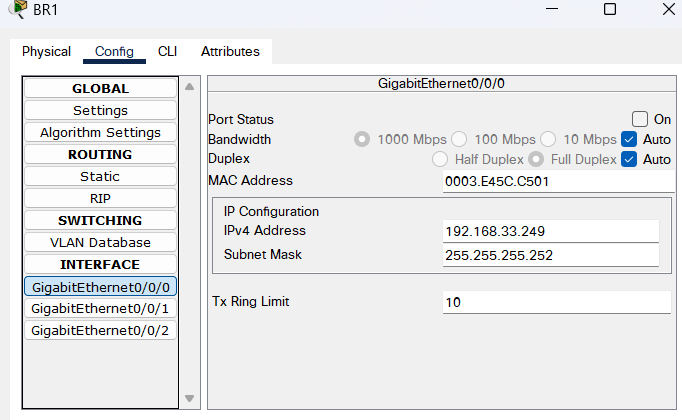 BR1
Physical Config CLI Attributes
GLOBAL
Settings
Algorithm Settings
ROUTING
Static
RIP
SWITCHING
VLAN Database
INTERFACE
GigabitEthernet0/0/0
GigabitEthernet0/0/1
GigabitEthernet0/0/2
GigabitEthernet0/0/0
Port Status On
Bandwidth 1000 Mbps 100 Mbps 10 Mbps Auto
Duplex Half Duplex Full Duplex Auto
MAC Address 0003.E45C.C501
IP Configuration
IPv4 Address 192.168.33.249
Subnet Mask 255.255.255.252
Tx Ring Limit 10